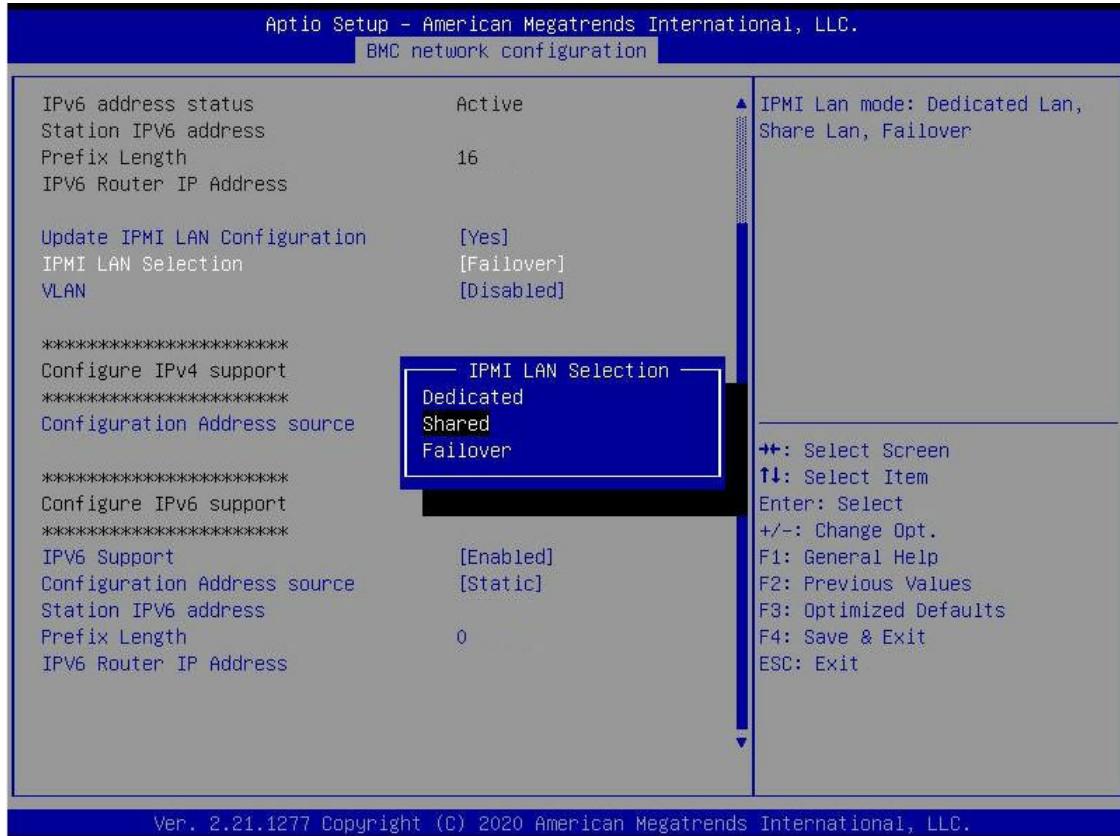 Aptio Setup – American Megatrends International, LLC.
BMC network configuration
IPv6 address status Active
Station IPV6 address
Prefix Length 16
IPV6 Router IP Address
Update IPMI LAN Configuration [Yes]
IPMI LAN Selection [Failover]
VLAN [Disabled]
***********************
Configure IPv4 support
***********************
Configuration Address source
***********************
Configure IPv6 support
***********************
IPV6 Support [Enabled]
Configuration Address source [Static]
Station IPV6 address
Prefix Length 0
IPV6 Router IP Address
IPMI LAN Selection
Dedicated
Shared
Failover
IPMI Lan mode: Dedicated Lan,
Share Lan, Failover
→←: Select Screen
↑↓: Select Item
Enter: Select
+/-: Change Opt.
F1: General Help
F2: Previous Values
F3: Optimized Defaults
F4: Save & Exit
ESC: Exit
Ver. 2.21.1277 Copyright (C) 2020 American Megatrends International, LLC.